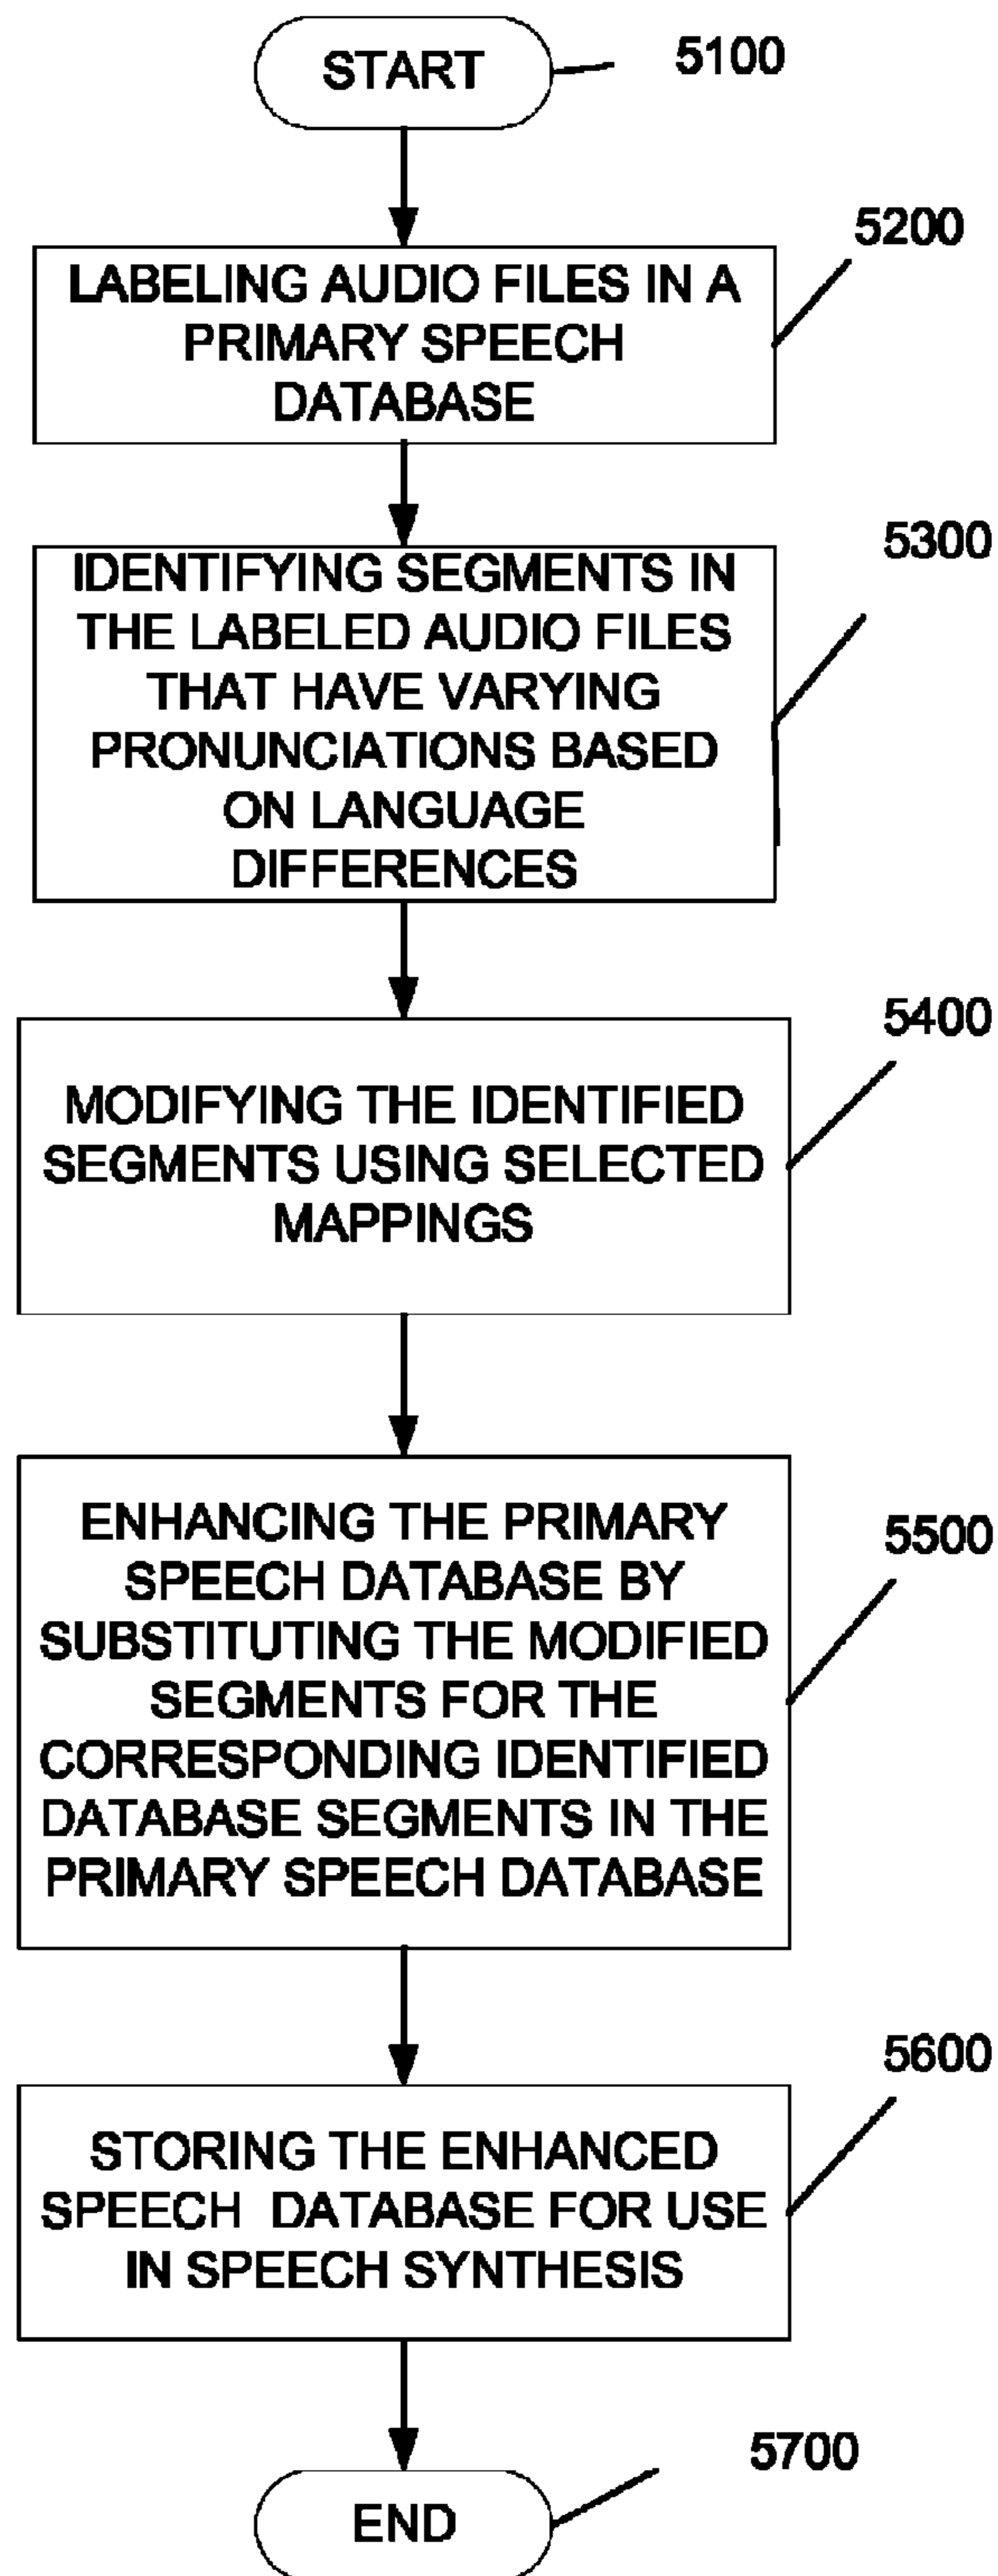 START
5100
5200
LABELING AUDIO FILES IN A
PRIMARY SPEECH
DATABASE
5300
IDENTIFYING SEGMENTS IN
THE LABELED AUDIO FILES
THAT HAVE VARYING
PRONUNCIATIONS BASED
ON LANGUAGE
DIFFERENCES
5400
MODIFYING THE IDENTIFIED
SEGMENTS USING SELECTED
MAPPINGS
5500
ENHANCING THE PRIMARY
SPEECH DATABASE BY
SUBSTITUTING THE MODIFIED
SEGMENTS FOR THE
CORRESPONDING IDENTIFIED
DATABASE SEGMENTS IN THE
PRIMARY SPEECH DATABASE
5600
STORING THE ENHANCED
SPEECH DATABASE FOR USE
IN SPEECH SYNTHESIS
5700
END